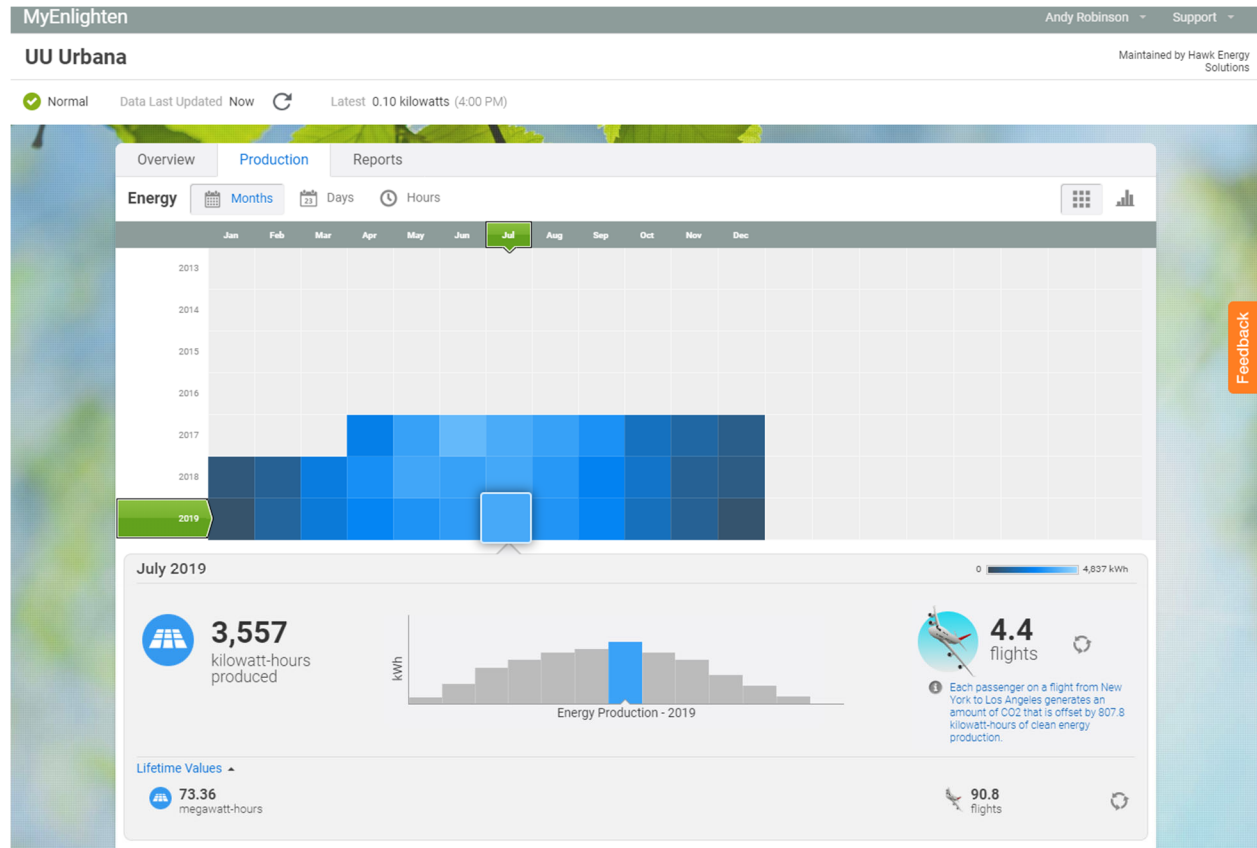 MyEnlighten
Andy Robinson
Support
UU Urbana
Maintained by Hawk Energy
Solutions
Normal
Data Last Updated Now
Latest 0.10 kilowatts (4:00 PM)
Overview
Production
Reports
Energy
Months
23
Days
Hours
Jan Feb Mar Apr May Jun Jul Aug Sep Oct Nov Dec
2013
2014
2015
2016
2017
2018
2019
Feedback
July 2019
0
4,837 kWh
3,557
kilowatt-hours
produced
kWh
Energy Production - 2019
4.4
flights
Each passenger on a flight from New
York to Los Angeles generates an
amount of CO2 that is offset by 807.8
kilowatt-hours of clean energy
production.
Lifetime Values
73.36
megawatt-hours
90.8
flights